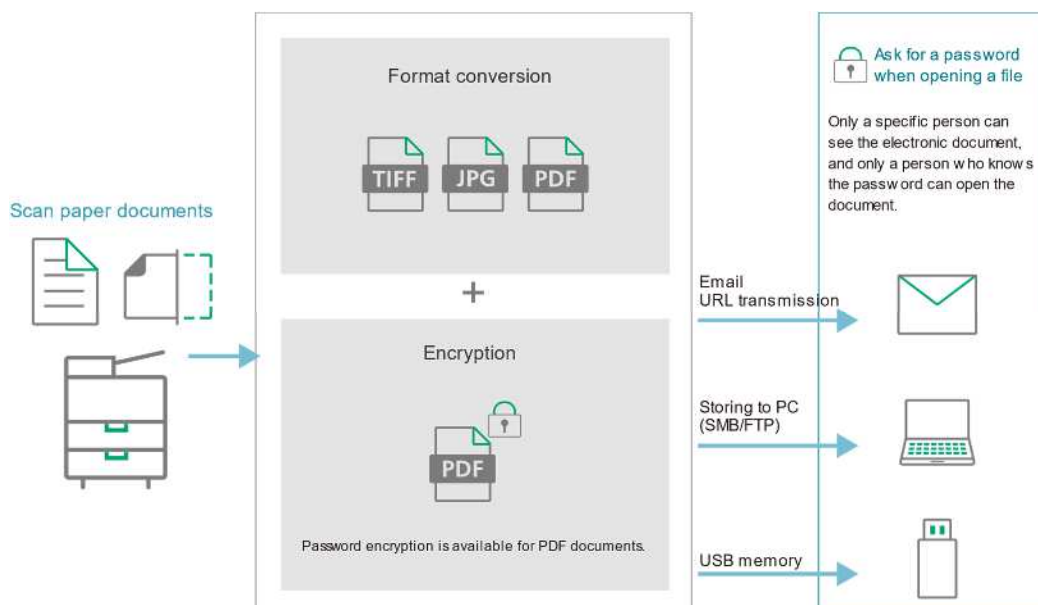 Scan paper documents
Format conversion
TIFF
JPG
PDF
+
Encryption
PDF
Password encryption is available for PDF documents.
Email
URL transmission
Storing to PC
(SMB/FTP)
USB memory
Ask for a password
when opening a file
Only a specific person can
see the electronic document,
and only a person who knows
the password can open the
document.